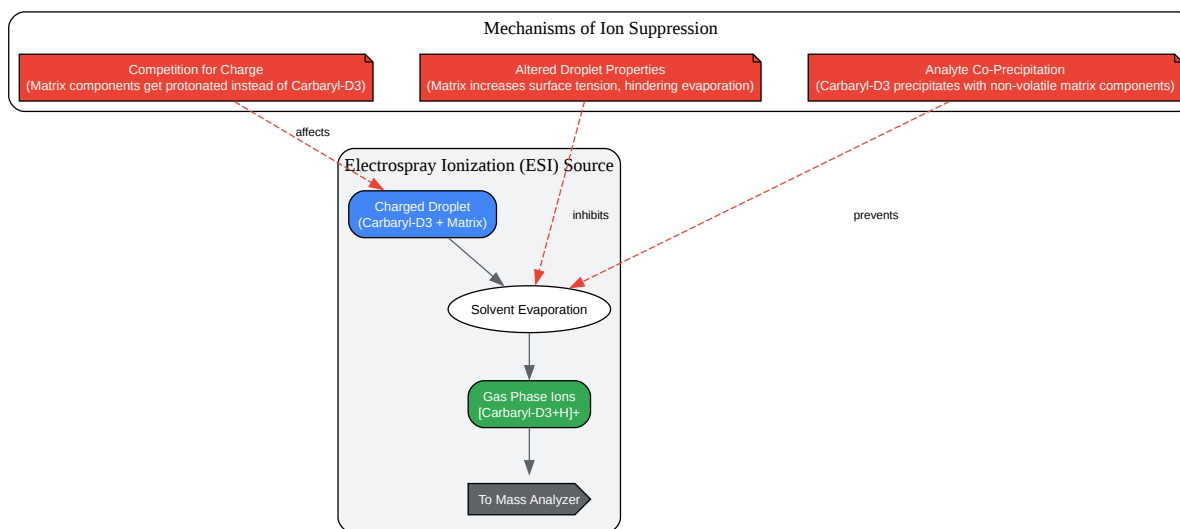 Mechanisms of Ion Suppression
Competition for Charge
(Matrix components get protonated instead of Carbaryl-D3)
Altered Droplet Properties
(Matrix increases surface tension, hindering evaporation)
Analyte Co-Precipitation
(Carbaryl-D3 precipitates with non-volatile matrix components)
affects
Electrospray Ionization (ESI) Source
Charged Droplet
(Carbaryl-D3 + Matrix)
inhibits
prevents
Solvent Evaporation
Gas Phase Ions
[Carbaryl-D3+H]+
To Mass Analyzer